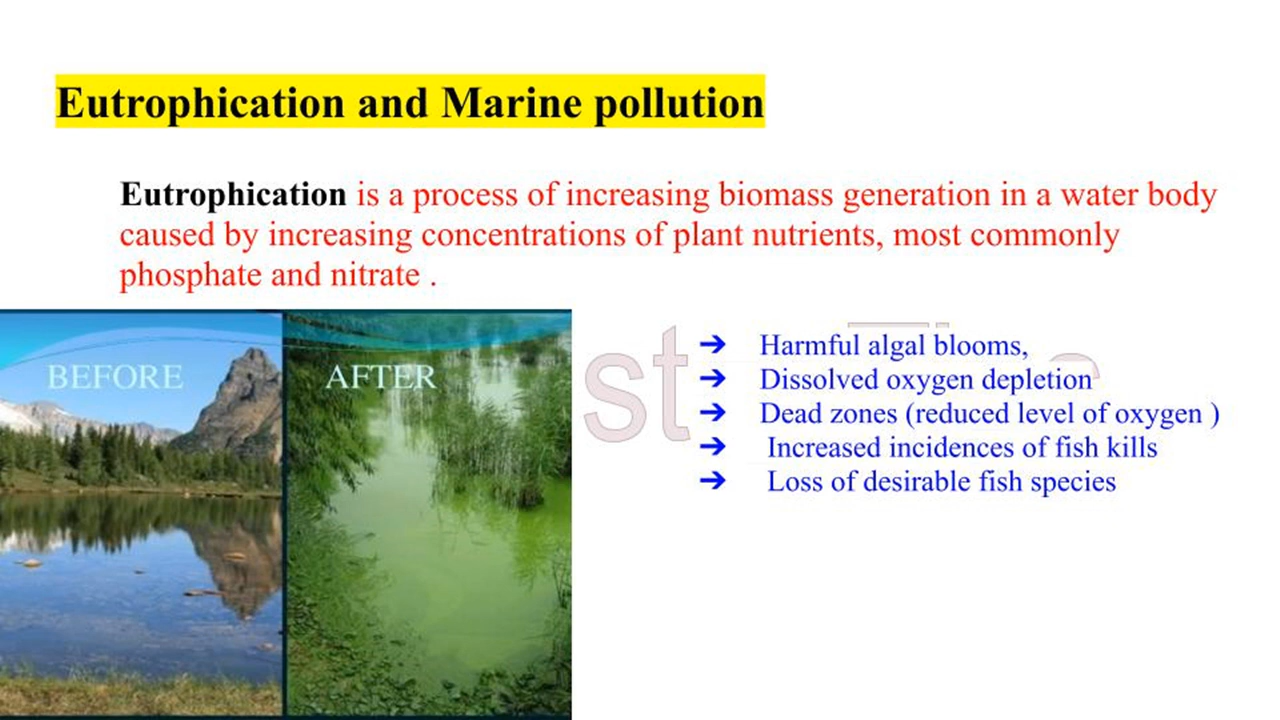 Eutrophication and Marine pollution
Eutrophication is a process of increasing biomass generation in a water body
caused by increasing concentrations of plant nutrients, most commonly
phosphate and nitrate .
BEFORE
AFTER
➔ Harmful algal blooms,
➔ Dissolved oxygen depletion
➔ Dead zones (reduced level of oxygen )
➔ Increased incidences of fish kills
➔ Loss of desirable fish species